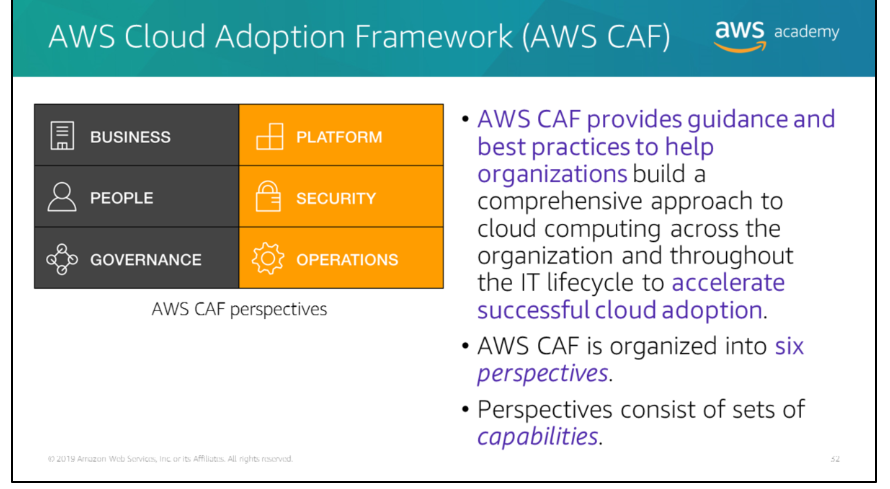 AWS Cloud Adoption Framework (AWS CAF)
aws academy
BUSINESS
PLATFORM
PEOPLE
SECURITY
GOVERNANCE
OPERATIONS
AWS CAF perspectives
• AWS CAF provides guidance and
best practices to help
organizations build a
comprehensive approach to
cloud computing across the
organization and throughout
the IT lifecycle to accelerate
successful cloud adoption.
• AWS CAF is organized into six
perspectives.
• Perspectives consist of sets of
capabilities.
© 2019 Amazon Web Services, Inc. or its Affiliates. All rights reserved.
32